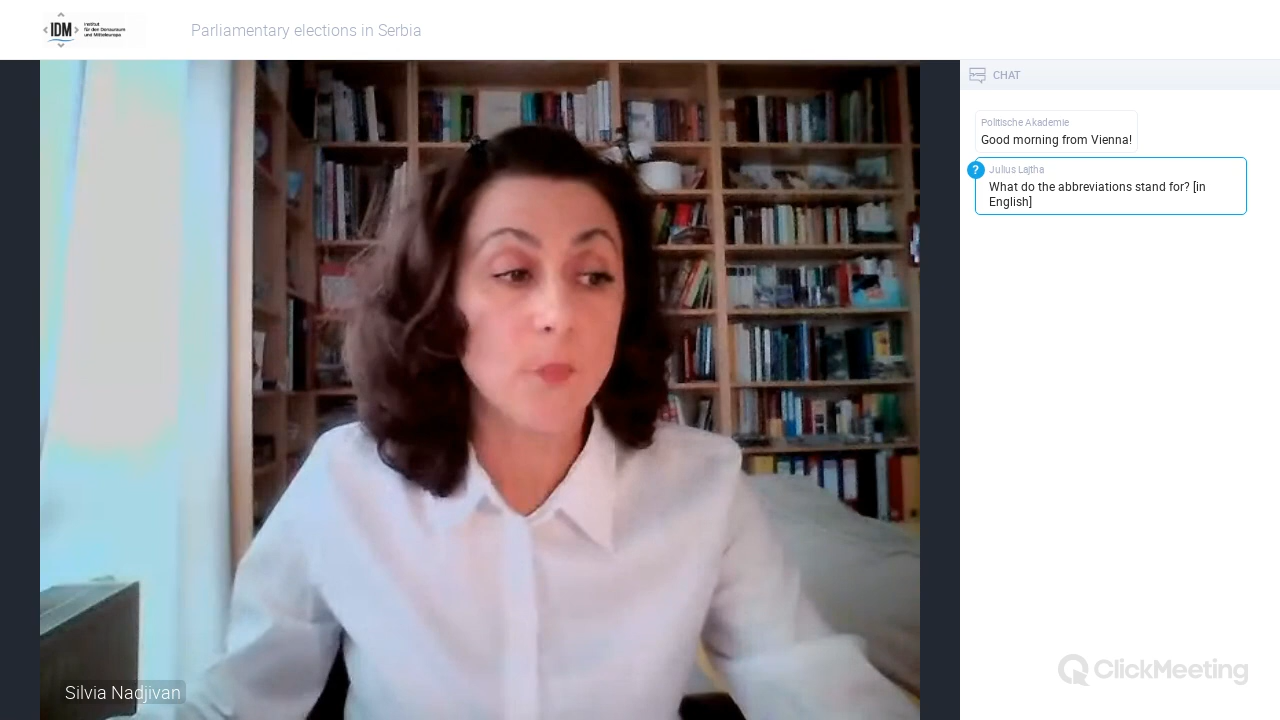 IDM
Institut
für den Donauraum
und Mitteleuropa
Parliamentary elections in Serbia
CHAT
Politische Akademie
Good morning from Vienna!
?
Julius Lajtha
What do the abbreviations stand for? [in
English]
Silvia Nadjivan
ClickMeeting